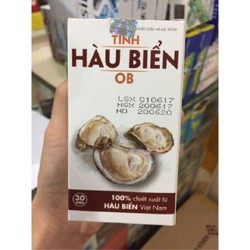 TINH
HÀU BIỂN
OB
LSX 010617
NSX 200617
HD 200620
30
100% chiết xuất từ
HÀU BIỂN Việt Nam